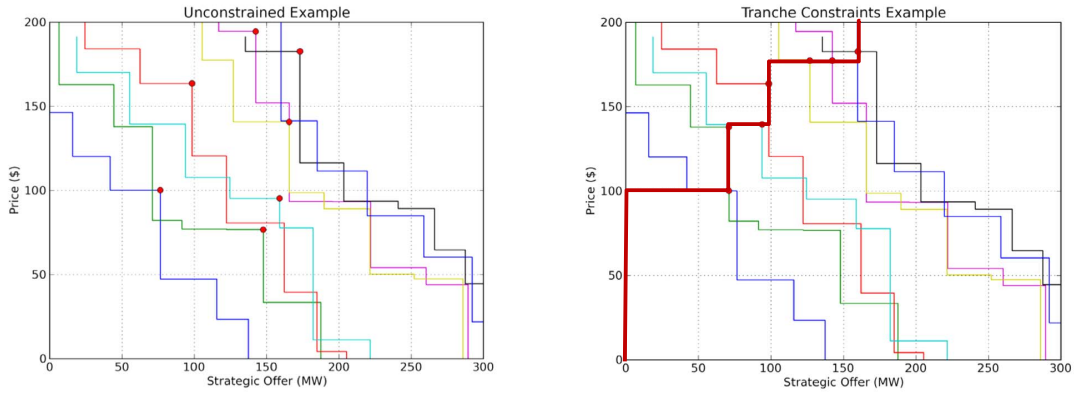 Unconstrained Example
200
150
100
50
0
Price ($)
0 50 100 150 200 250 300
Strategic Offer (MW)
Tranche Constraints Example
200
150
100
50
0
Price ($)
0 50 100 150 200 250 300
Strategic Offer (MW)